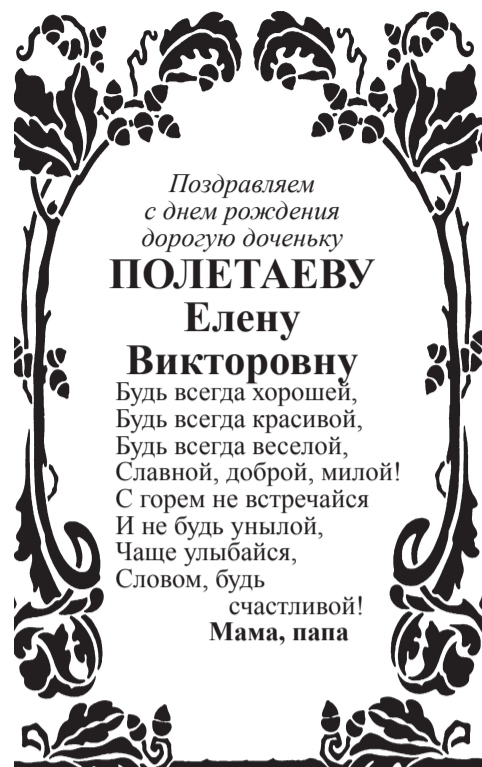 Поздравляем
с днем рождения
дорогую доченьку
ПОЛЕТАЕВУ
Елену
Викторовну
Будь всегда хорошей,
Будь всегда красивой,
Будь всегда веселой,
Славной, доброй, милой!
С горем не встречайся
И не будь унылой,
Чаще улыбайся,
Словом, будь
счастливой!
Мама, папа